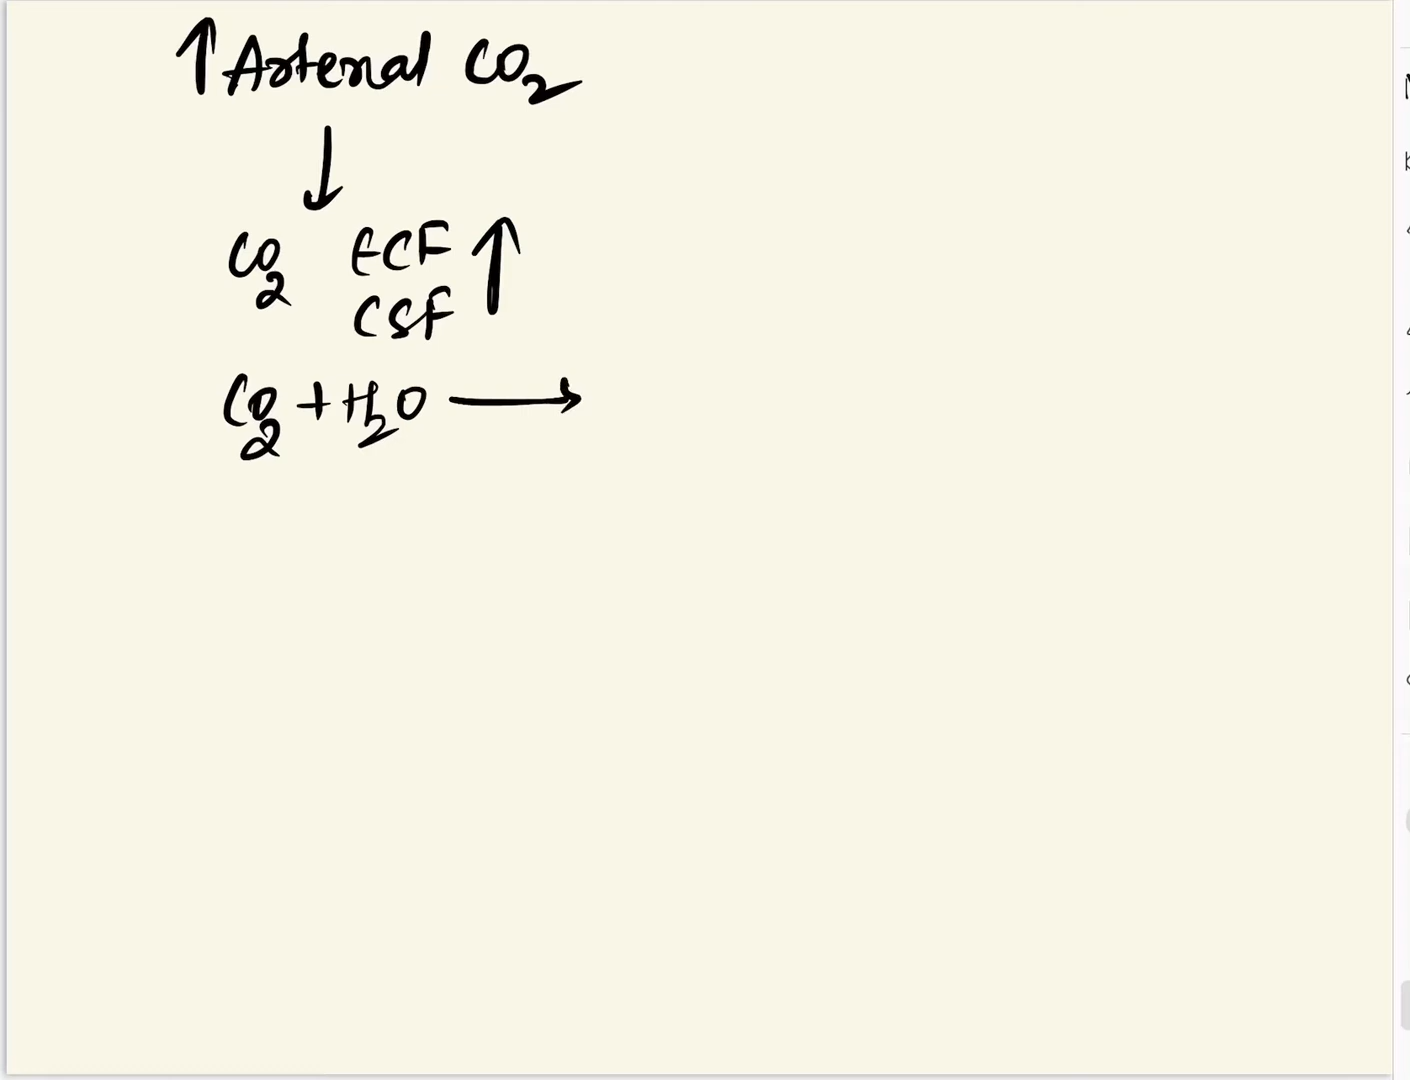 ↑ Arterial CO₂
↓
CO₂ ECF ↑
CSF
CO₂ + H₂O →